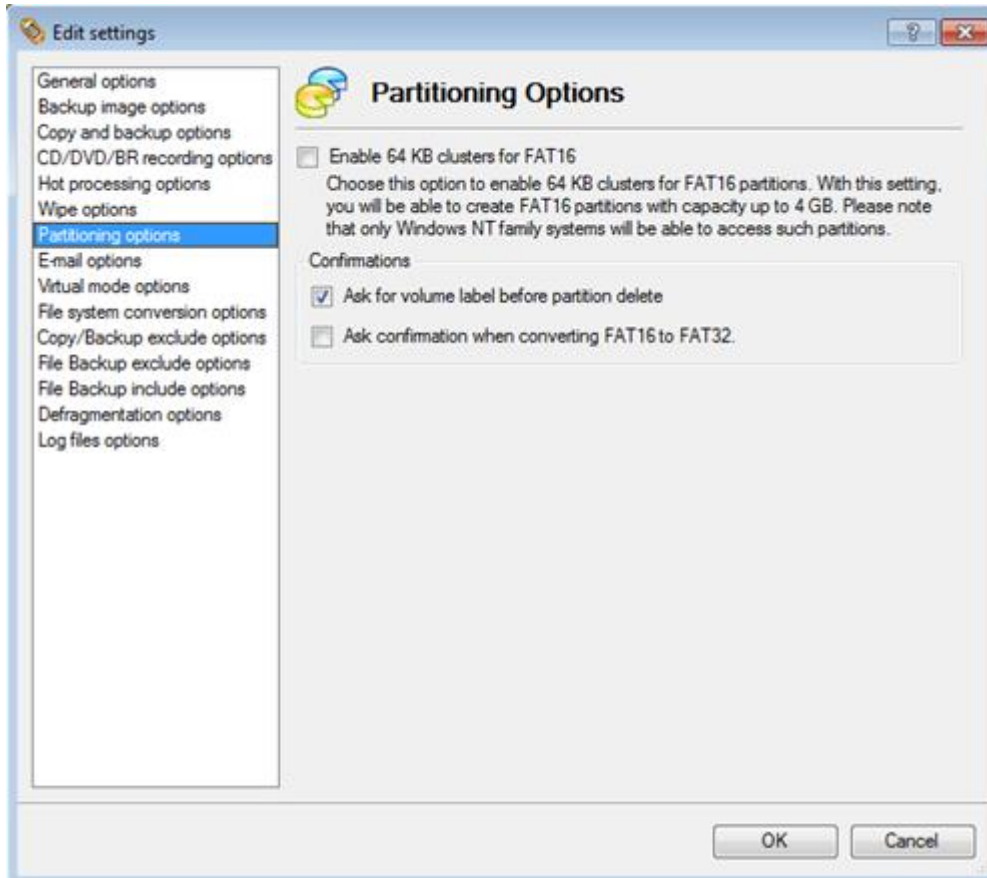 Edit settings
General options
Backup image options
Copy and backup options
CD/DVD/BR recording options
Hot processing options
Wipe options
Partitioning options
E-mail options
Virtual mode options
File system conversion options
Copy/Backup exclude options
File Backup exclude options
File Backup include options
Defragmentation options
Log files options
Partitioning Options
Enable 64 KB clusters for FAT16
Choose this option to enable 64 KB clusters for FAT16 partitions. With this setting,
you will be able to create FAT16 partitions with capacity up to 4 GB. Please note
that only Windows NT family systems will be able to access such partitions.
Confirmations
Ask for volume label before partition delete
Ask confirmation when converting FAT16 to FAT32.
OK
Cancel